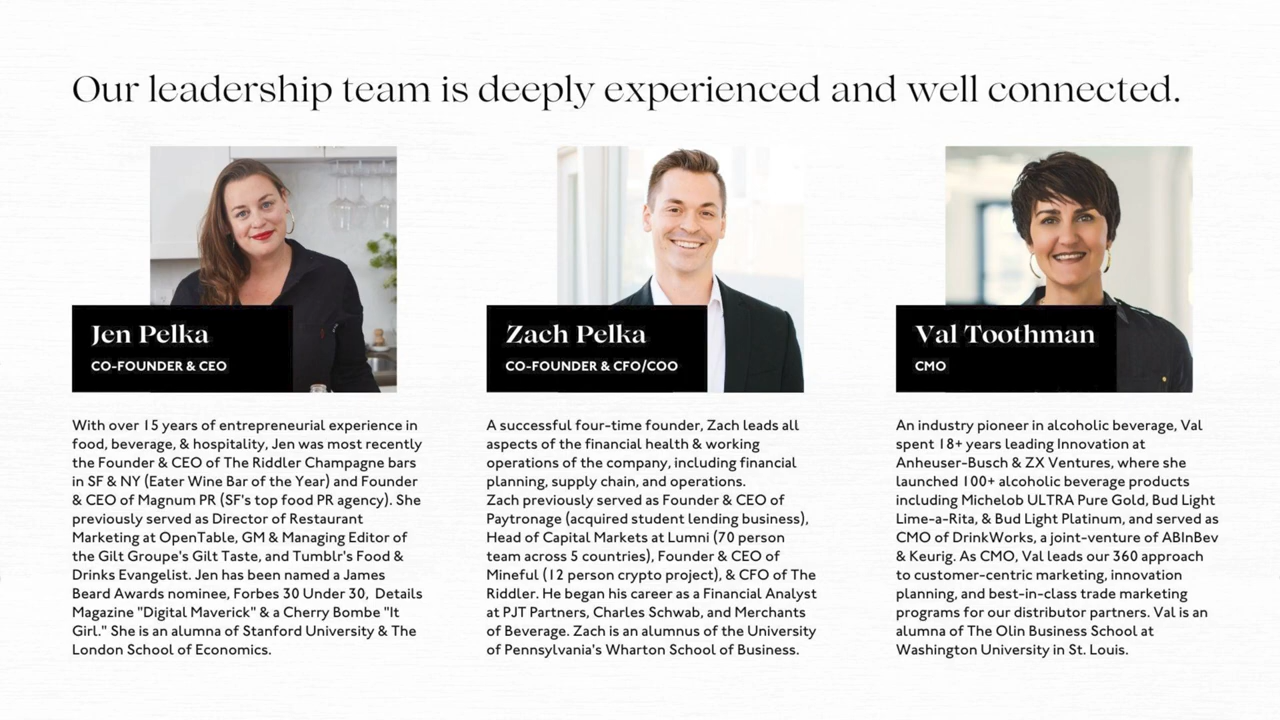 Our leadership team is deeply experienced and well connected.
Jen Pelka
CO-FOUNDER & CEO
With over 15 years of entrepreneurial experience in
food, beverage, & hospitality, Jen was most recently
the Founder & CEO of The Riddler Champagne bars
in SF & NY (Eater Wine Bar of the Year) and Founder
& CEO of Magnum PR (SF's top food PR agency). She
previously served as Director of Restaurant
Marketing at OpenTable, GM & Managing Editor of
the Gilt Groupe's Gilt Taste, and Tumblr's Food &
Drinks Evangelist. Jen has been named a James
Beard Awards nominee, Forbes 30 Under 30, Details
Magazine "Digital Maverick" & a Cherry Bombe "It
Girl." She is an alumna of Stanford University & The
London School of Economics.
Zach Pelka
CO-FOUNDER & CFO/COO
A successful four-time founder, Zach leads all
aspects of the financial health & working
operations of the company, including financial
planning, supply chain, and operations.
Zach previously served as Founder & CEO of
Paytronage (acquired student lending business),
Head of Capital Markets at Lumni (70 person
team across 5 countries), Founder & CEO of
Mineful (12 person crypto project), & CFO of The
Riddler. He began his career as a Financial Analyst
at PJT Partners, Charles Schwab, and Merchants
of Beverage. Zach is an alumnus of the University
of Pennsylvania's Wharton School of Business.
Val Toothman
CMO
An industry pioneer in alcoholic beverage, Val
spent 18+ years leading Innovation at
Anheuser-Busch & ZX Ventures, where she
launched 100+ alcoholic beverage products
including Michelob ULTRA Pure Gold, Bud Light
Lime-a-Rita, & Bud Light Platinum, and served as
CMO of DrinkWorks, a joint-venture of ABInBev
& Keurig. As CMO, Val leads our 360 approach
to customer-centric marketing, innovation
planning, and best-in-class trade marketing
programs for our distributor partners. Val is an
alumna of The Olin Business School at
Washington University in St. Louis.